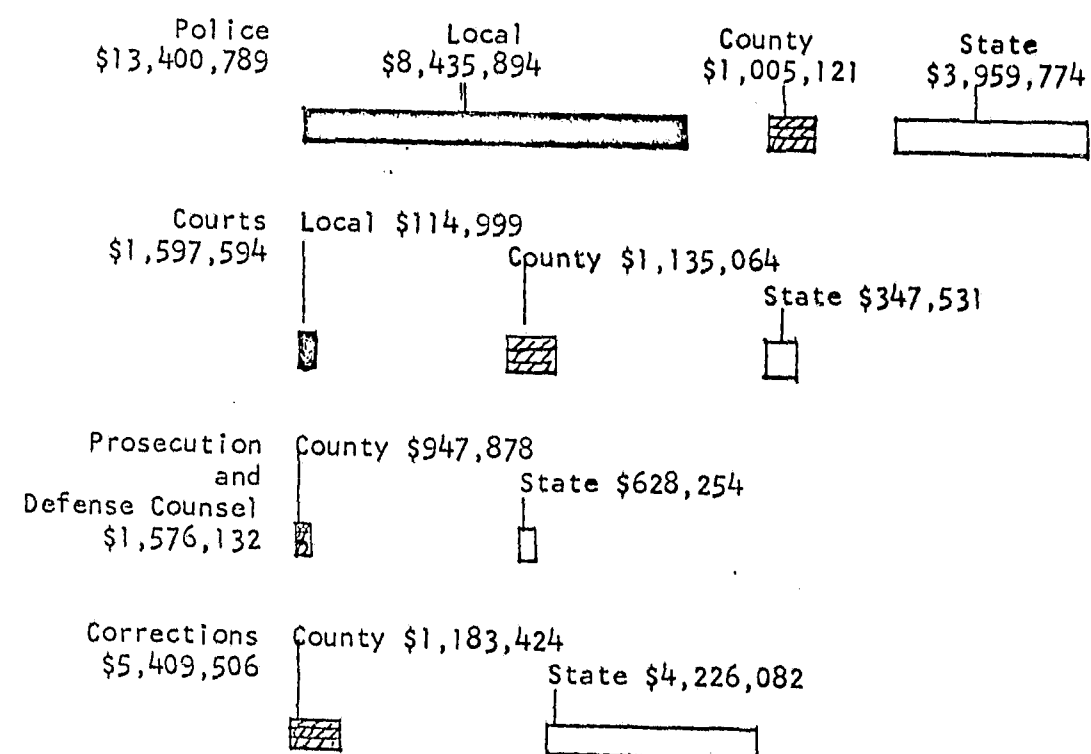 Police
$13,400,789
Local
$8,435,894
County
$1,005,121
State
$3,959,774
Courts
$1,597,594
Local $114,999
County $1,135,064
State $347,531
Prosecution
and
Defense Counsel
$1,576,132
County $947,878
State $628,254
Corrections
$5,409,506
County $1,183,424
State $4,226,082